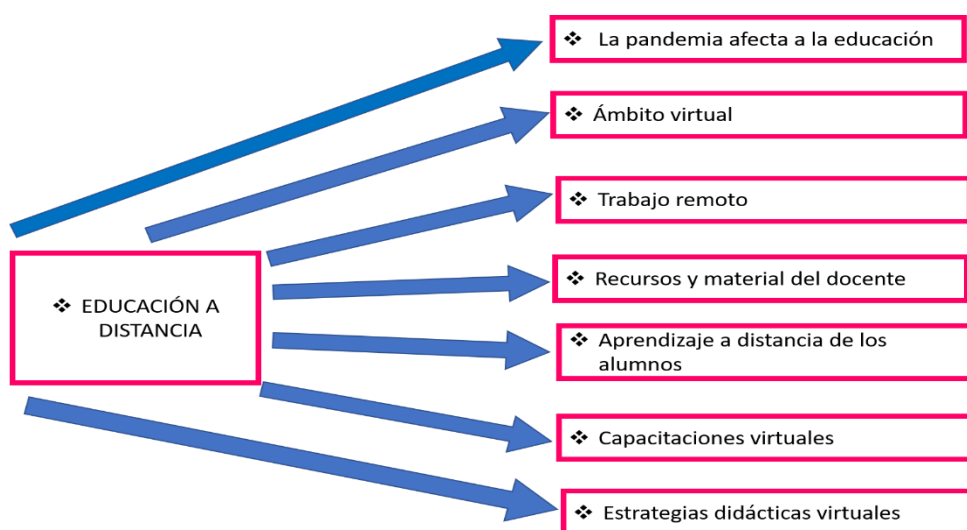 ❖ La pandemia afecta a la educación
❖ Ámbito virtual
❖ Trabajo remoto
❖ EDUCACIÓN A
DISTANCIA
❖ Recursos y material del docente
❖ Aprendizaje a distancia de los
alumnos
❖ Capacitaciones virtuales
❖ Estrategias didácticas virtuales